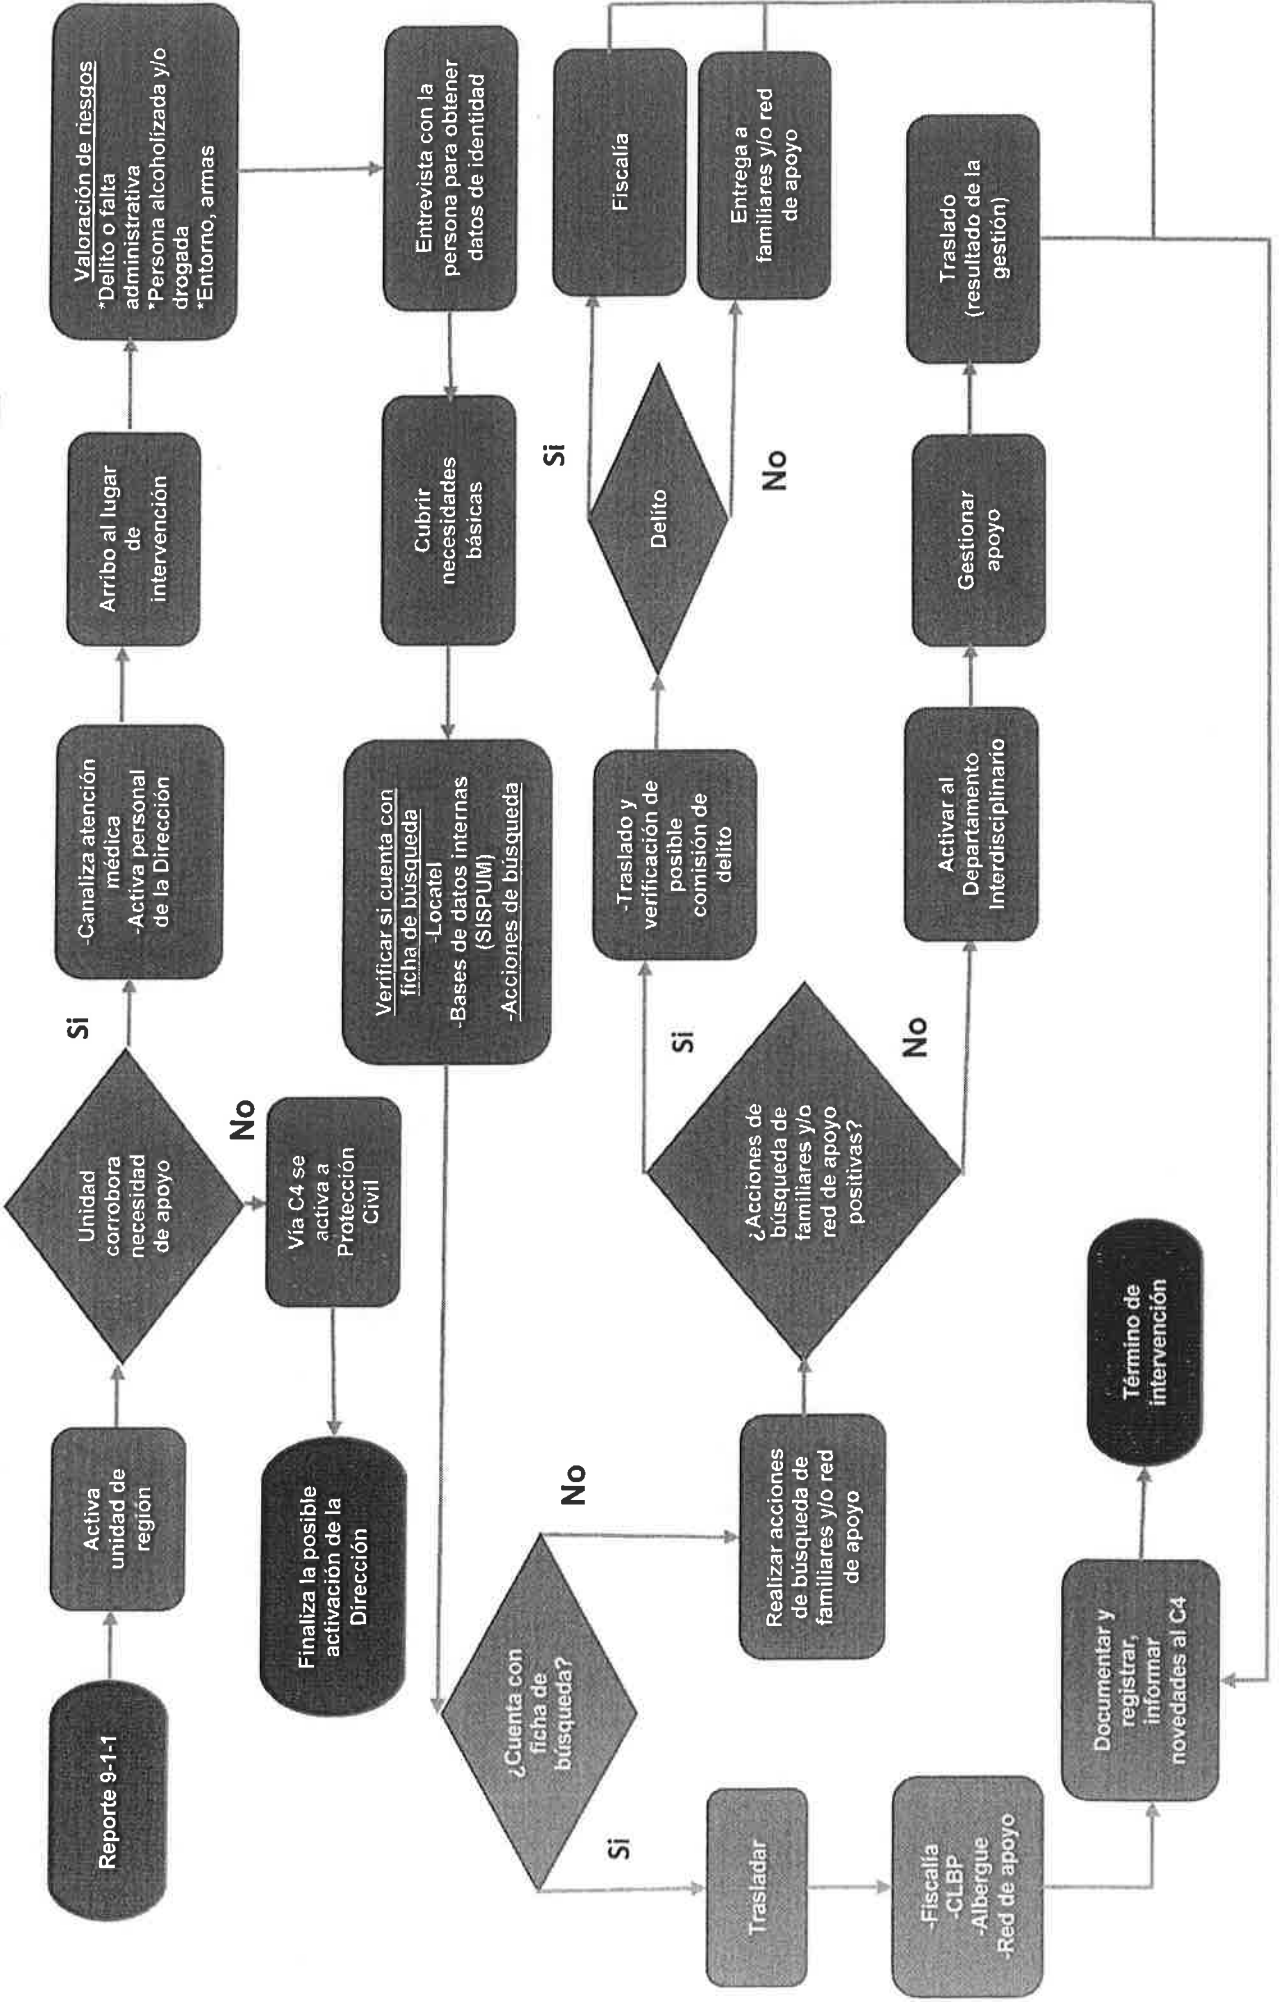 Reporte 9-1-1
Activa
unidad de
región
Unidad
corrobora
necesidad
de apoyo
Si
-Canaliza atención
médica
-Activa personal
de la Dirección
Arribo al lugar
de
intervención
Valoración de riesgos
*Delito o falta
administrativa
*Persona alcoholizada y/o
drogada
*Entorno, armas
No
Vía C4 se
activa a
Protección
Civil
Finaliza la posible
activación de la
Dirección
Entrevista con la
persona para obtener
datos de identidad
Cubrir
necesidades
básicas
Verificar si cuenta con
ficha de búsqueda
-Locatel
-Bases de datos internas
(SISPUM)
-Acciones de búsqueda
¿Cuenta con
ficha de
búsqueda?
No
Realizar acciones
de búsqueda de
familiares y/o red
de apoyo
¿Acciones de
búsqueda de
familiares y/o
red de apoyo
positivas?
Si
-Traslado y
verificación de
posible
comisión de
delito
Delito
Si
Fiscalía
No
Entrega a
familiares y/o red
de apoyo
No
Activar al
Departamento
Interdisciplinario
Gestionar
apoyo
Traslado
(resultado de la
gestión)
Si
Trasladar
-Fiscalía
-CLBP
-Albergue
-Red de apoyo
Documentar y
registrar,
informar
novedades al C4
Término de
intervención